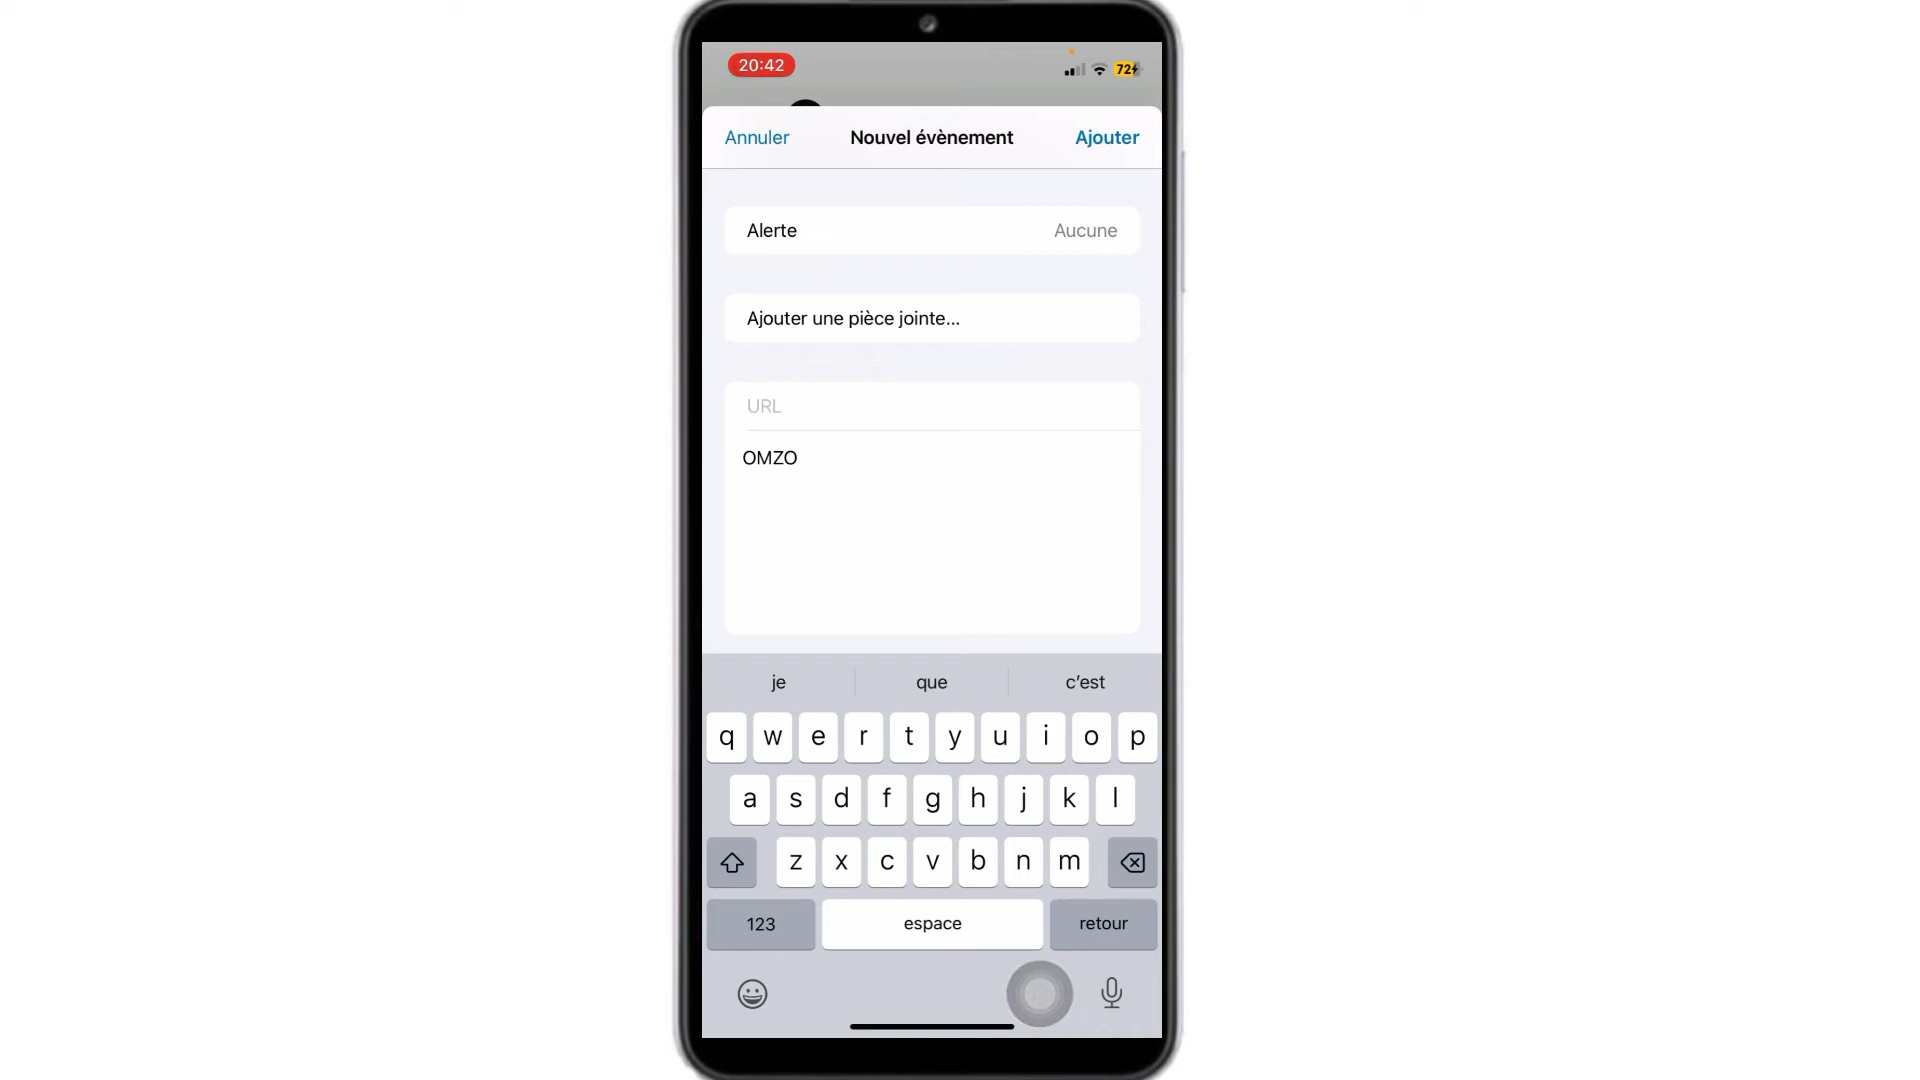 20:42
72
Annuler
Nouvel évènement
Ajouter
Alerte
Aucune
Ajouter une pièce jointe...
URL
OMZO
je
que
c'est
q w e r t y u i o p
a s d f g h j k l
z x c v b n m
123
espace
retour